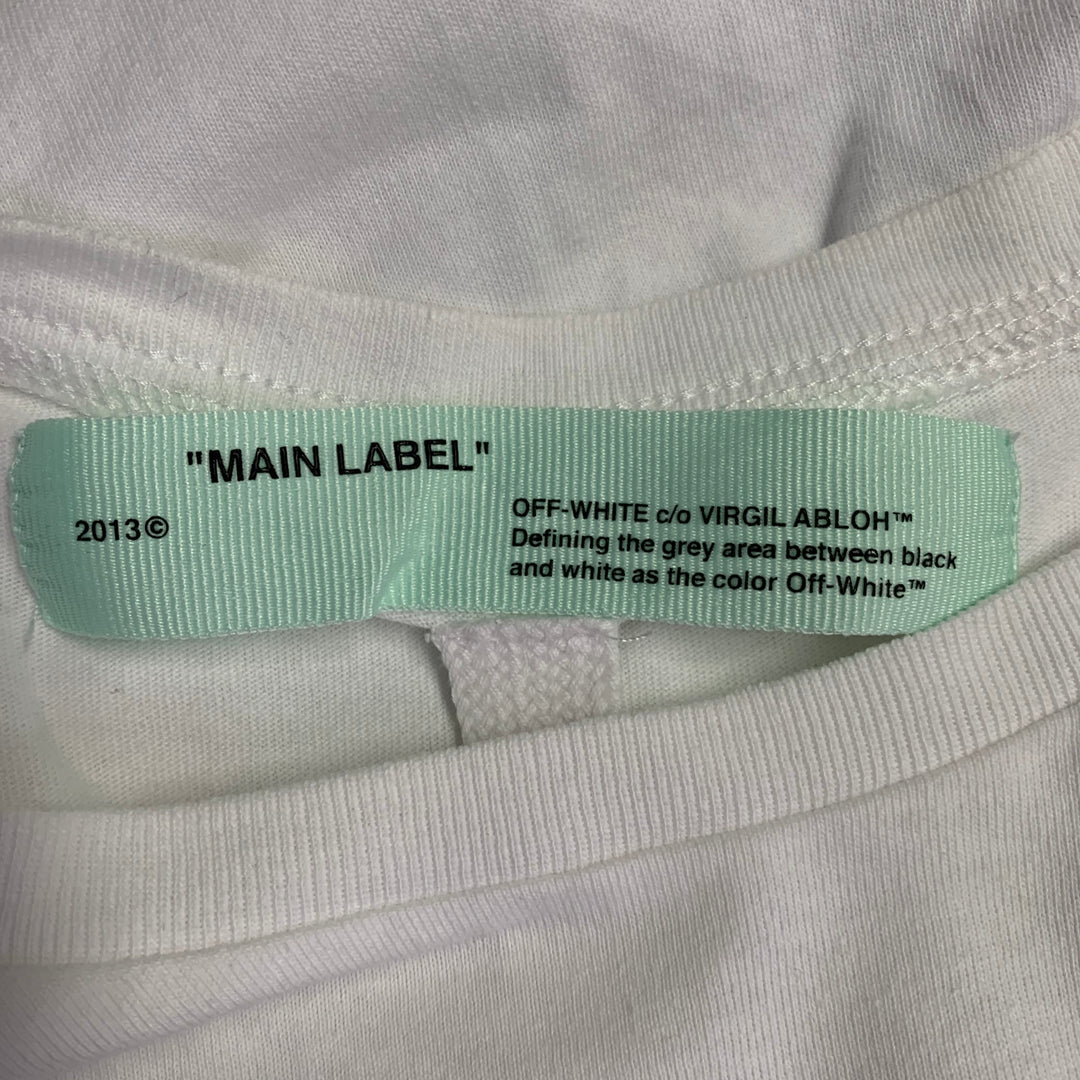 "MAIN LABEL"
2013©
OFF-WHITE c/o VIRGIL ABLOH™
Defining the grey area between black
and white as the color Off-White™